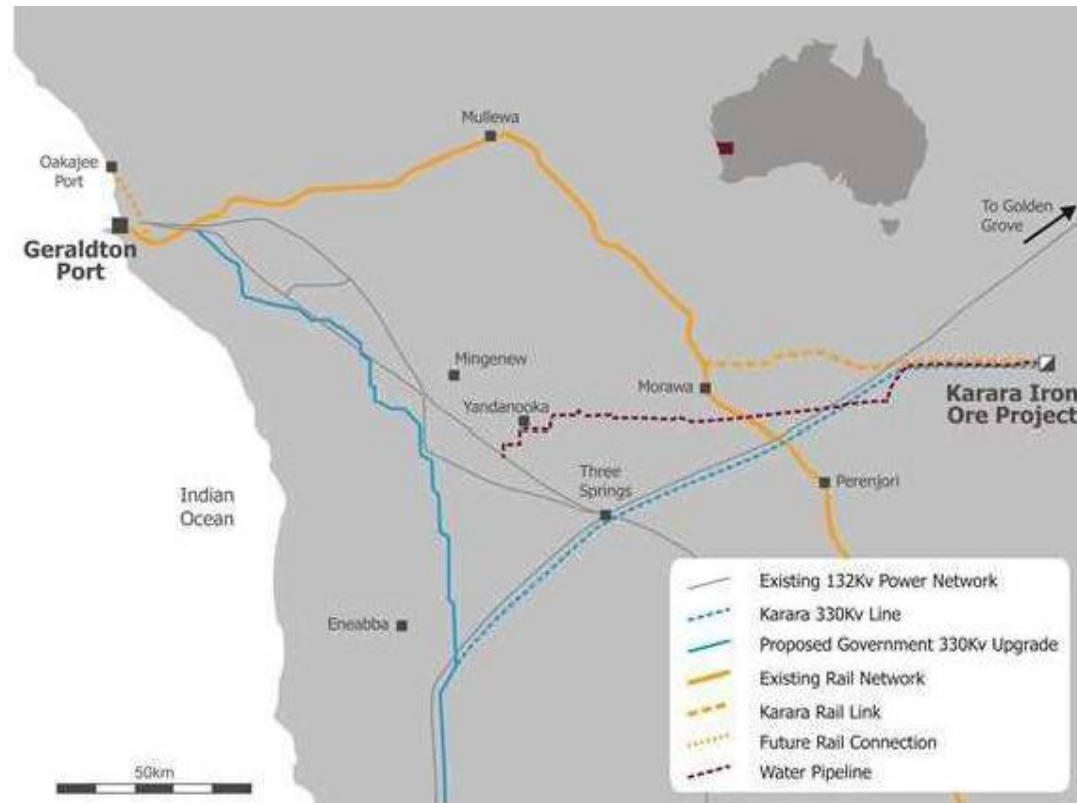 Mullewa
Oakajee
Port
To Golden
Grove
Geraldton
Port
Mingenew
Morawa
Karara Iron
Ore Project
Yandanooka
Three
Springs
Perenjori
Indian
Ocean
Eneabba
Existing 132Kv Power Network
Karara 330Kv Line
Proposed Government 330Kv Upgrade
Existing Rail Network
Karara Rail Link
Future Rail Connection
Water Pipeline
50km